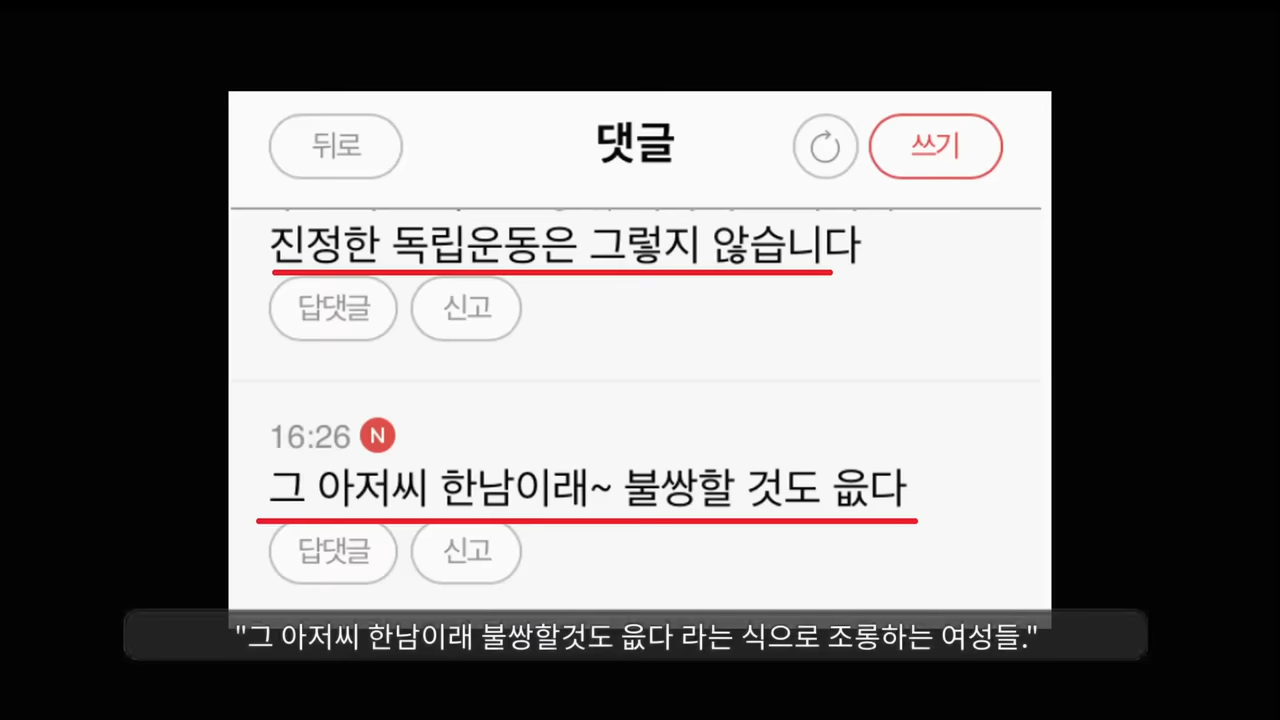 뒤로
댓글
쓰기
진정한 독립운동은 그렇지 않습니다
답댓글 신고
16:26 N
그 아저씨 한남이래~ 불쌍할 것도 읎다
답댓글 신고
"그 아저씨 한남이래 불쌍할것도 읎다 라는 식으로 조롱하는 여성들."